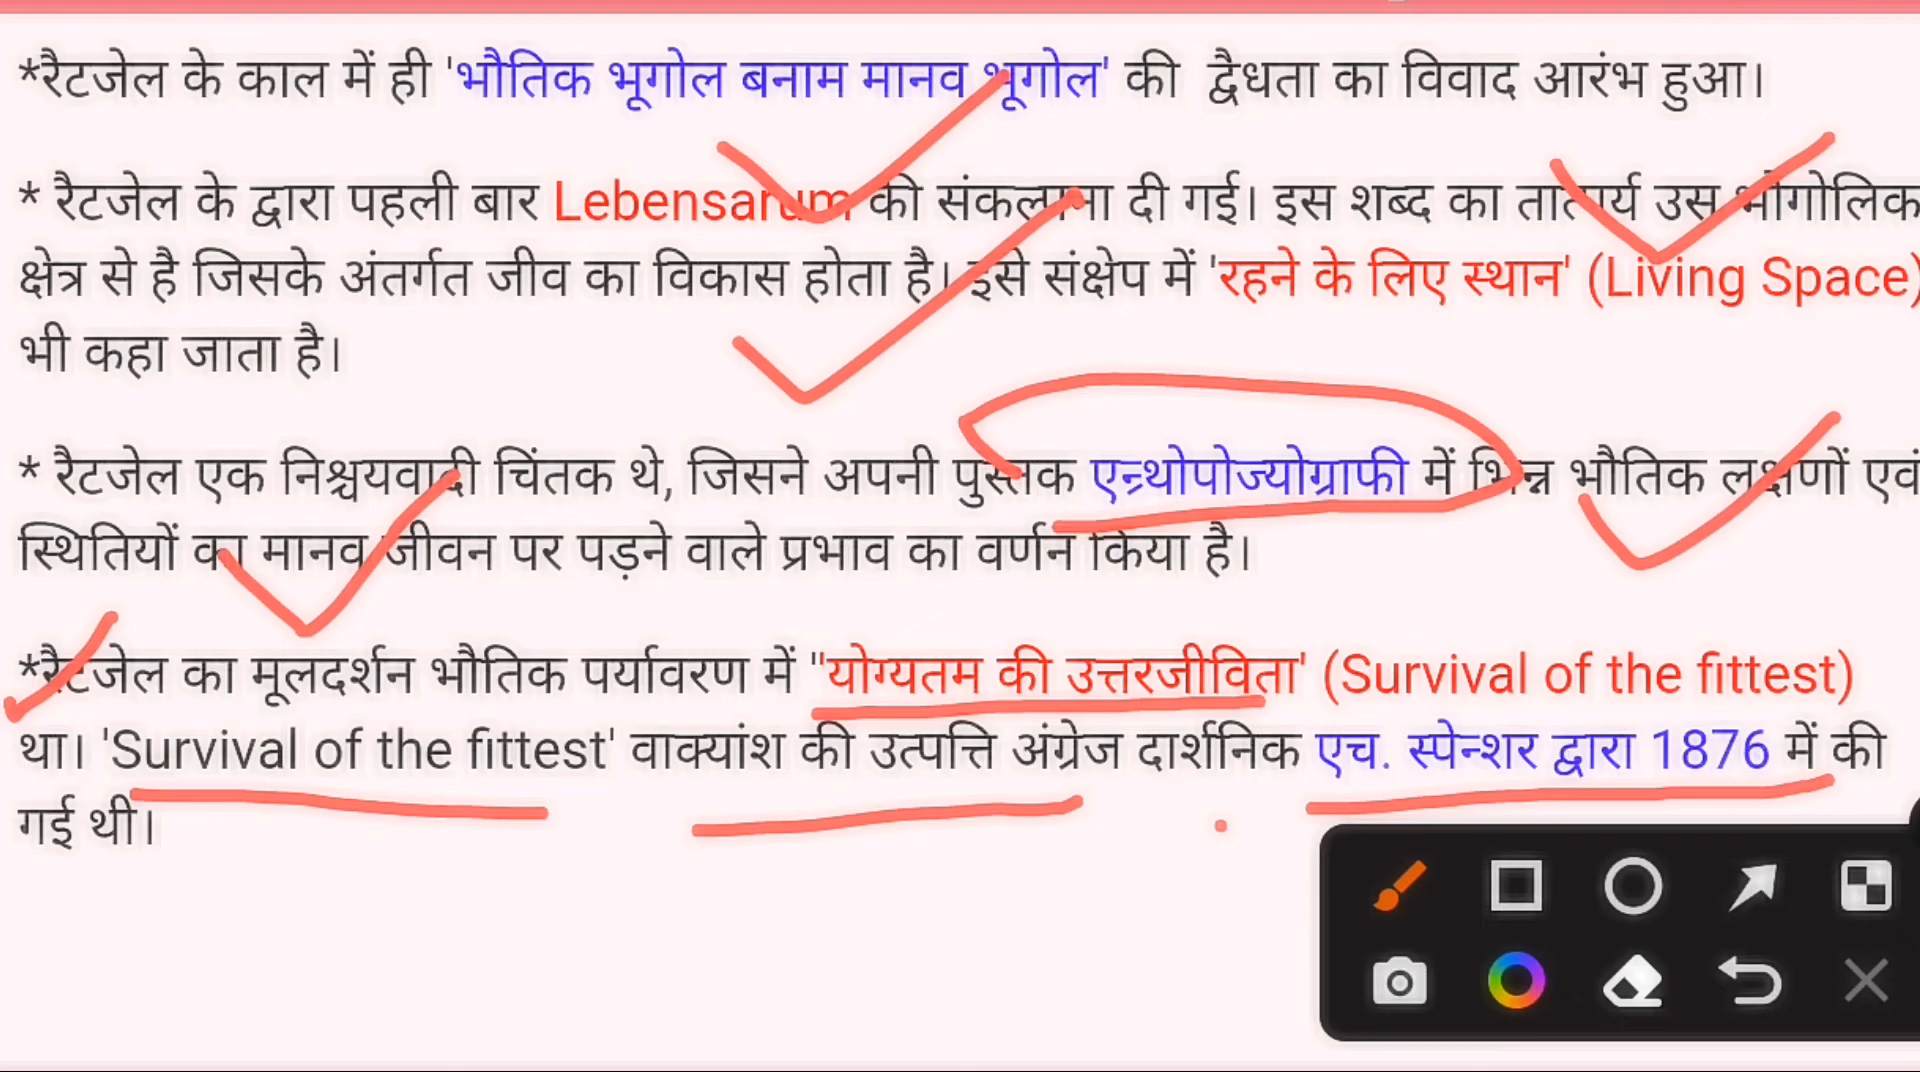 *रैटजेल के काल में ही 'भौतिक भूगोल बनाम मानव भूगोल' की द्वैधता का विवाद आरंभ हुआ।
* रैटजेल के द्वारा पहली बार Lebensarum की संकल्पना दी गई। इस शब्द का तात्पर्य उस भौगोलिक
क्षेत्र से है जिसके अंतर्गत जीव का विकास होता है। इसे संक्षेप में 'रहने के लिए स्थान' (Living Space)
भी कहा जाता है।
* रैटजेल एक निश्चयवादी चिंतक थे, जिसने अपनी पुस्तक एन्थ्रोपोज्योग्राफी में भिन्न भौतिक लक्षणों एवं
स्थितियों का मानव जीवन पर पड़ने वाले प्रभाव का वर्णन किया है।
*रैटजेल का मूलदर्शन भौतिक पर्यावरण में "योग्यतम की उत्तरजीविता' (Survival of the fittest)
था। 'Survival of the fittest' वाक्यांश की उत्पत्ति अंग्रेज दार्शनिक एच. स्पेन्शर द्वारा 1876 में की
गई थी।